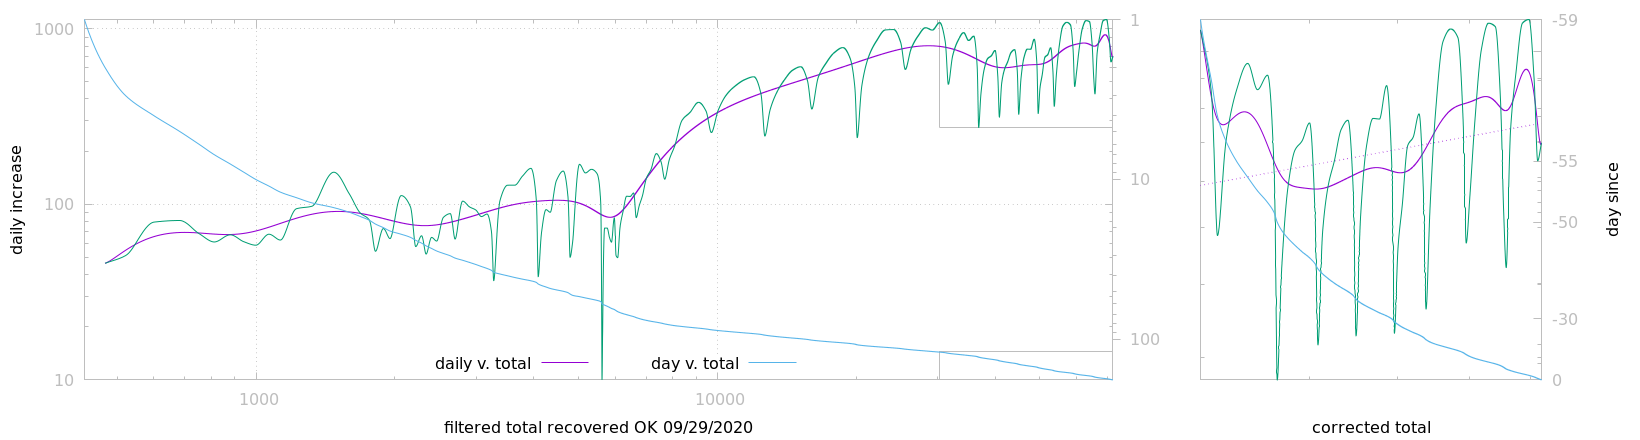 1000
100
10
daily increase
1000
10000
filtered total recovered OK 09/29/2020
daily v. total
day v. total
1
10
100
-59
-55
-50
-30
0
day since
corrected total